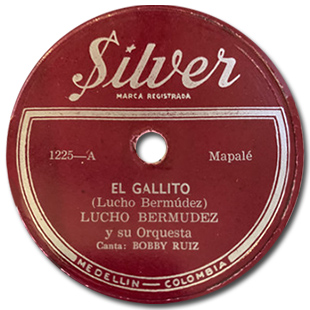 A
Silver
MARCA REGISTRADA
1225—A
Mapalé
EL GALLITO
(Lucho Bermúdez)
LUCHO BERMUDEZ
y su Orquesta
Canta: BOBBY RUIZ
MEDELLIN — COLOMBIA